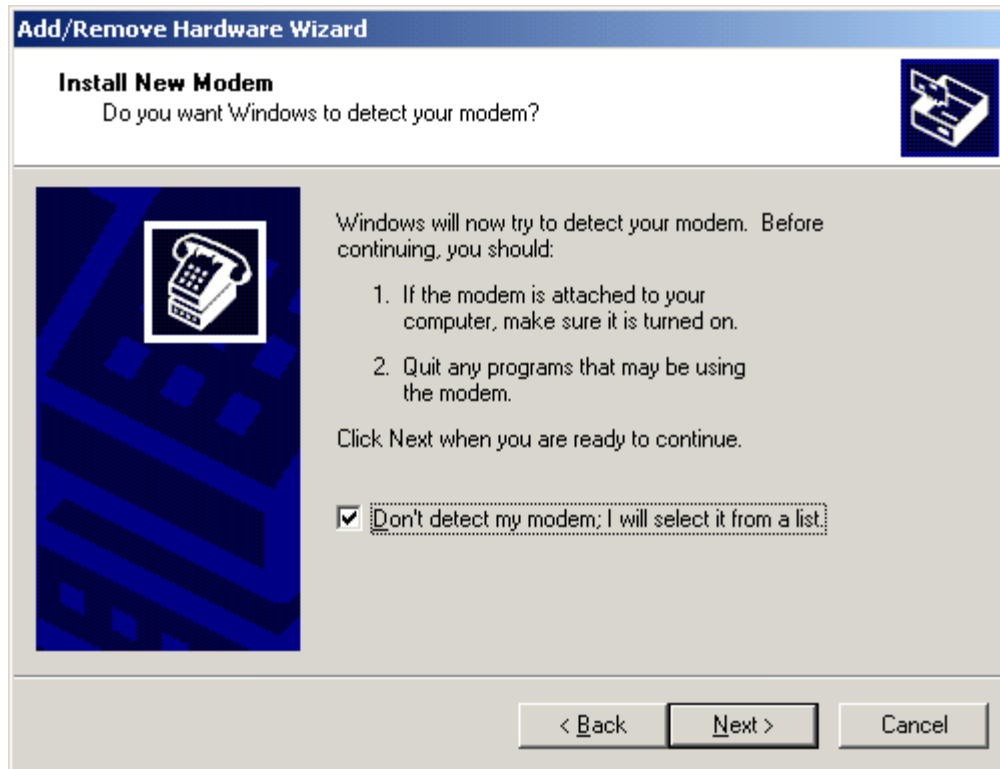 Add/Remove Hardware Wizard
Install New Modem
Do you want Windows to detect your modem?
Windows will now try to detect your modem.  Before
continuing, you should:
1.  If the modem is attached to your
computer, make sure it is turned on.
2.  Quit any programs that may be using
the modem.
Click Next when you are ready to continue.
Don't detect my modem; I will select it from a list.
< Back
Next >
Cancel